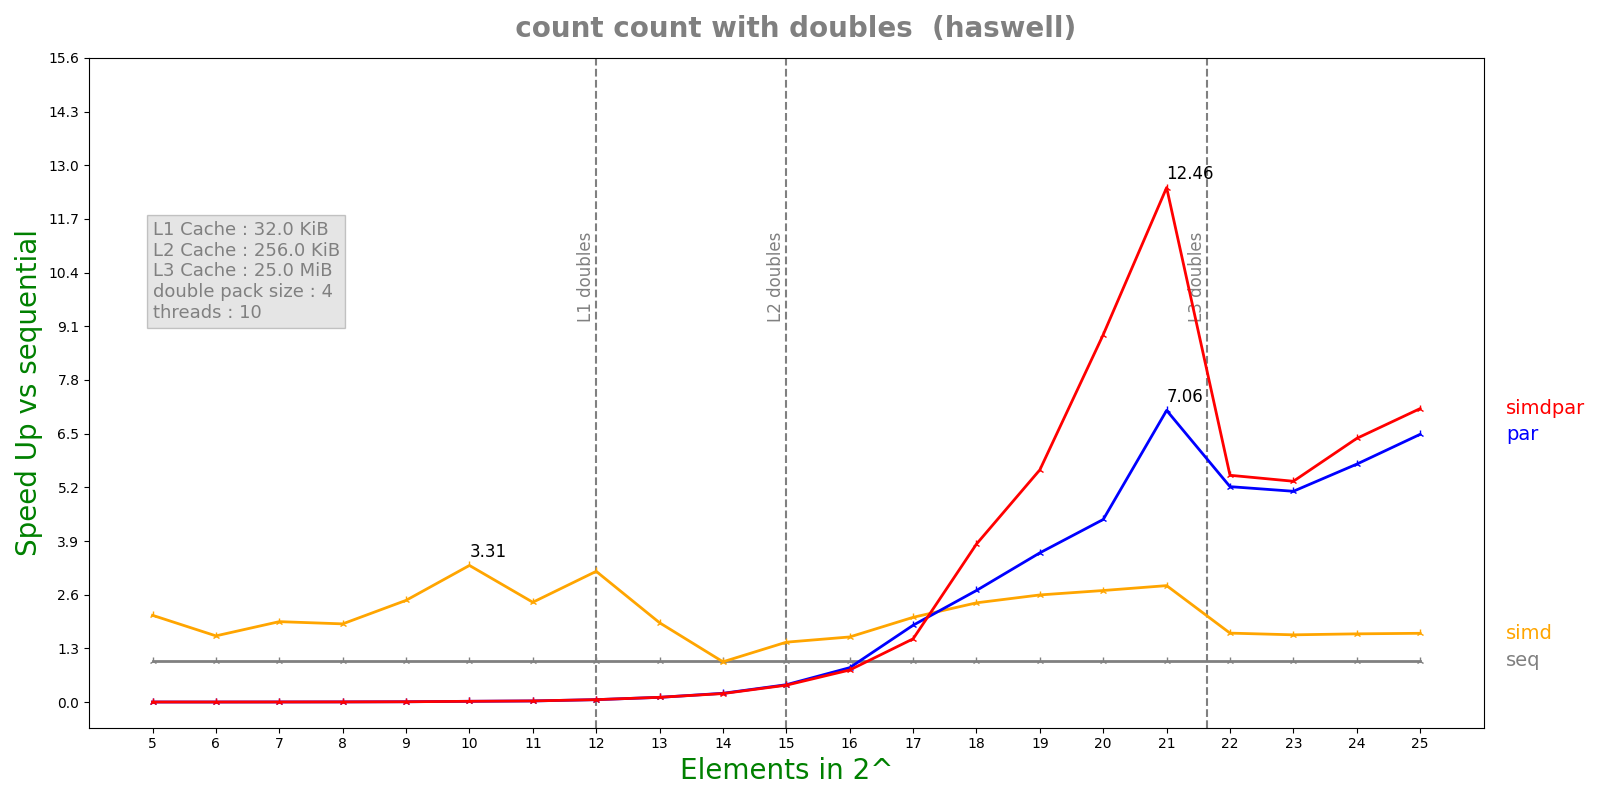 count count with doubles  (haswell)
15.6
14.3
13.0
11.7
10.4
9.1
7.8
6.5
5.2
3.9
2.6
1.3
0.0
Speed Up vs sequential
L1 Cache : 32.0 KiB
L2 Cache : 256.0 KiB
L3 Cache : 25.0 MiB
double pack size : 4
threads : 10
L1 doubles
L2 doubles
L3 doubles
12.46
7.06
3.31
simdpar
par
simd
seq
5 6 7 8 9 10 11 12 13 14 15 16 17 18 19 20 21 22 23 24 25
Elements in 2^